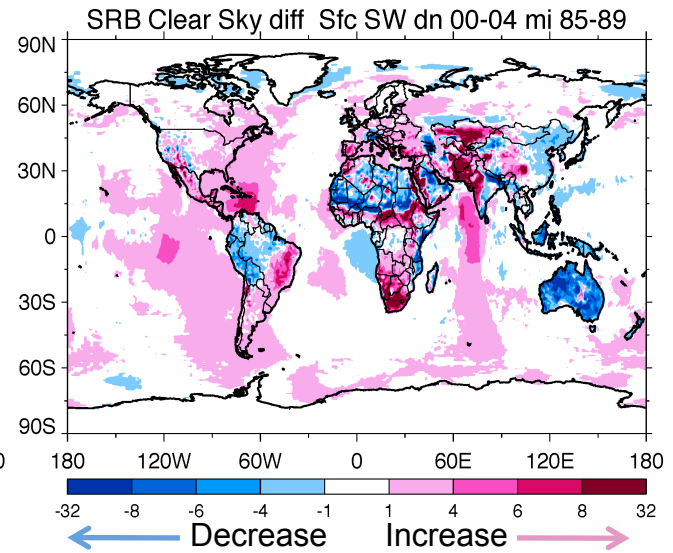 SRB Clear Sky diff Sfc SW dn 00-04 mi 85-89
90N
60N
30N
0
30S
60S
90S
0 180 120W 60W 0 60E 120E 180
-32 -8 -6 -4 -1 1 4 6 8 32
Decrease Increase